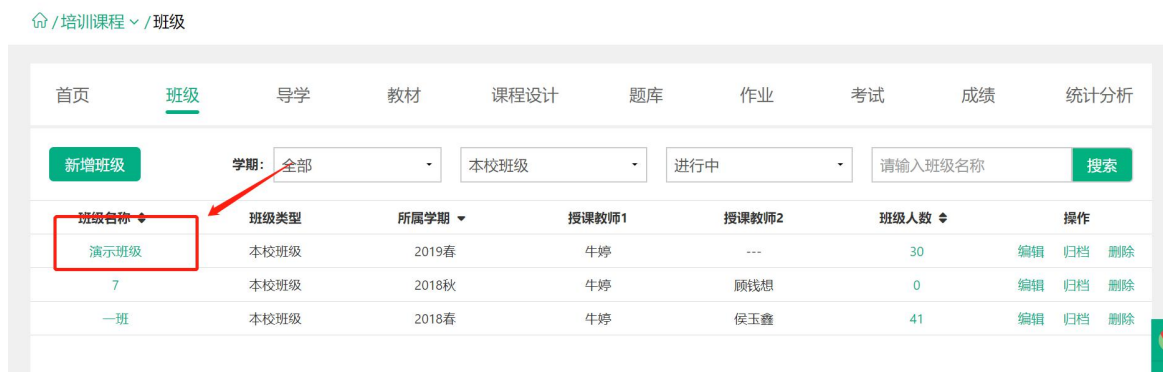 /培训课程 /班级
首页 班级 导学 教材 课程设计 题库 作业 考试 成绩 统计分析
新增班级 学期： 全部 本校班级 进行中 请输入班级名称 搜索
班级名称 班级类型 所属学期 授课教师1 授课教师2 班级人数 操作
演示班级 本校班级 2019春 牛婷 --- 30 编辑 归档 删除
7 本校班级 2018秋 牛婷 顾钱想 0 编辑 归档 删除
一班 本校班级 2018春 牛婷 侯玉鑫 41 编辑 归档 删除